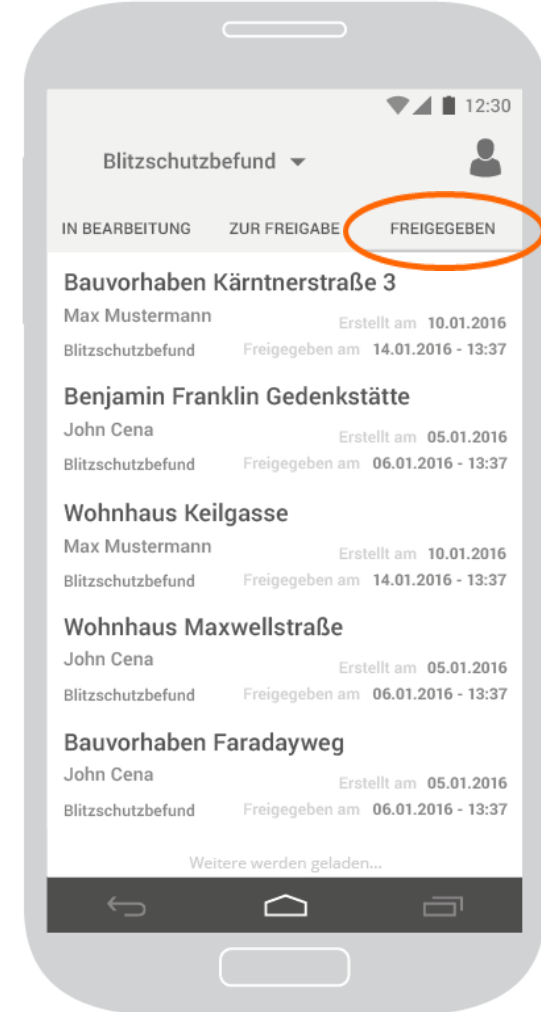 12:30
Blitzschutzbefund
IN BEARBEITUNG ZUR FREIGABE FREIGEGEBEN
Bauvorhaben Kärntnerstraße 3
Max Mustermann Erstellt am 10.01.2016
Blitzschutzbefund Freigegeben am 14.01.2016 - 13:37
Benjamin Franklin Gedenkstätte
John Cena Erstellt am 05.01.2016
Blitzschutzbefund Freigegeben am 06.01.2016 - 13:37
Wohnhaus Keilgasse
Max Mustermann Erstellt am 10.01.2016
Blitzschutzbefund Freigegeben am 14.01.2016 - 13:37
Wohnhaus Maxwellstraße
John Cena Erstellt am 05.01.2016
Blitzschutzbefund Freigegeben am 06.01.2016 - 13:37
Bauvorhaben Faradayweg
John Cena Erstellt am 05.01.2016
Blitzschutzbefund Freigegeben am 06.01.2016 - 13:37
Weitere werden geladen...